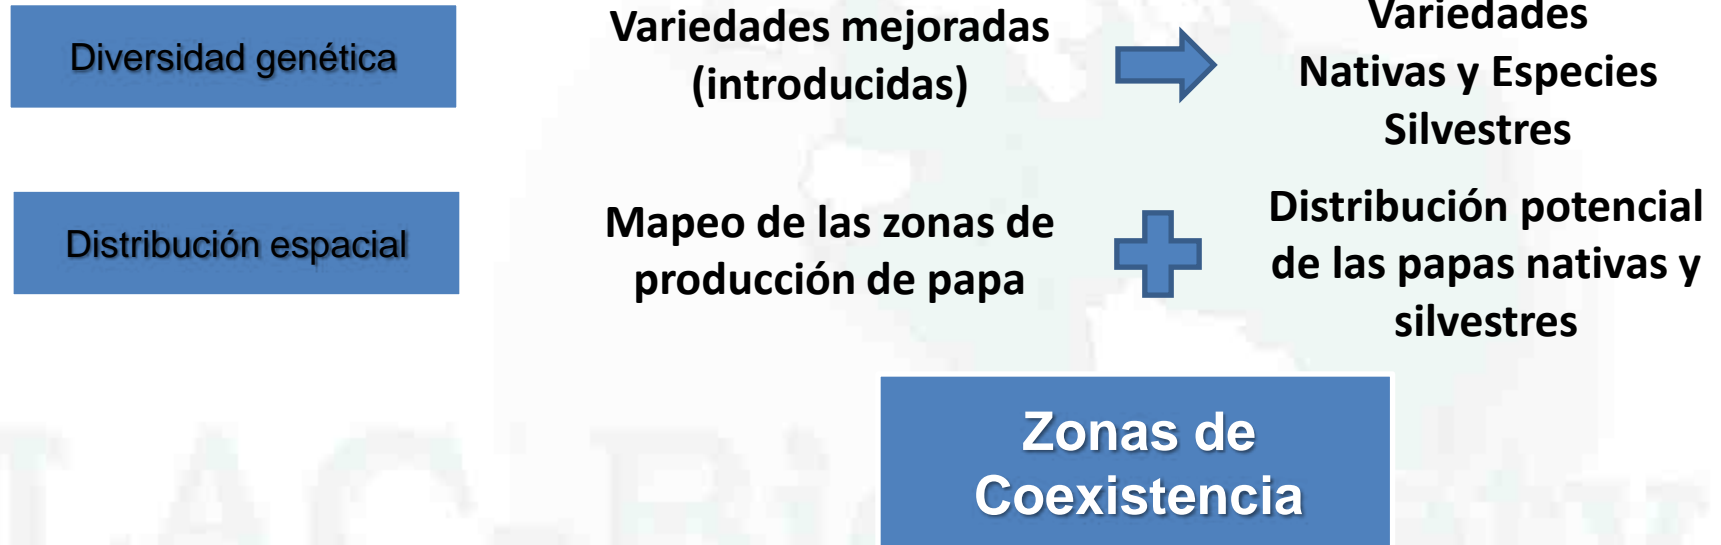 Diversidad genética
Variedades mejoradas
(introducidas)
Variedades
Nativas y Especies
Silvestres
Distribución espacial
Mapeo de las zonas de
producción de papa
Distribución potencial
de las papas nativas y
silvestres
Zonas de
Coexistencia